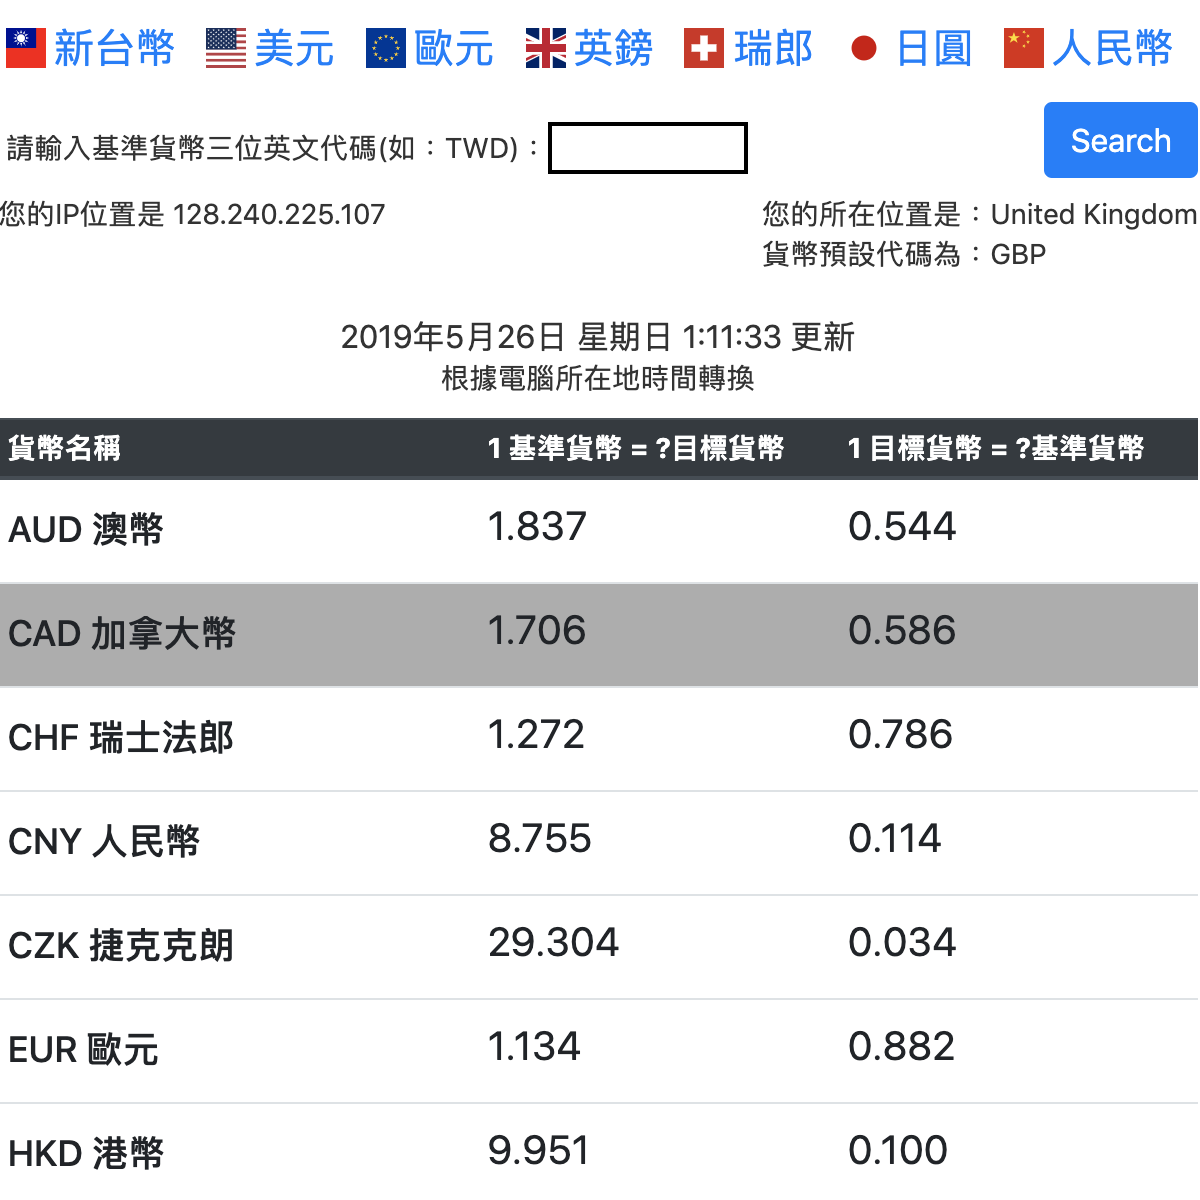 新台幣 美元 歐元 英鎊 瑞郎 日圓 人民幣
請輸入基準貨幣三位英文代碼(如：TWD)：
Search
您的IP位置是 128.240.225.107
您的所在位置是：United Kingdom
貨幣預設代碼為：GBP
2019年5月26日 星期日 1:11:33 更新
根據電腦所在地時間轉換
貨幣名稱 1 基準貨幣 = ?目標貨幣 1 目標貨幣 = ?基準貨幣
AUD 澳幣 1.837 0.544
CAD 加拿大幣 1.706 0.586
CHF 瑞士法郎 1.272 0.786
CNY 人民幣 8.755 0.114
CZK 捷克克朗 29.304 0.034
EUR 歐元 1.134 0.882
HKD 港幣 9.951 0.100